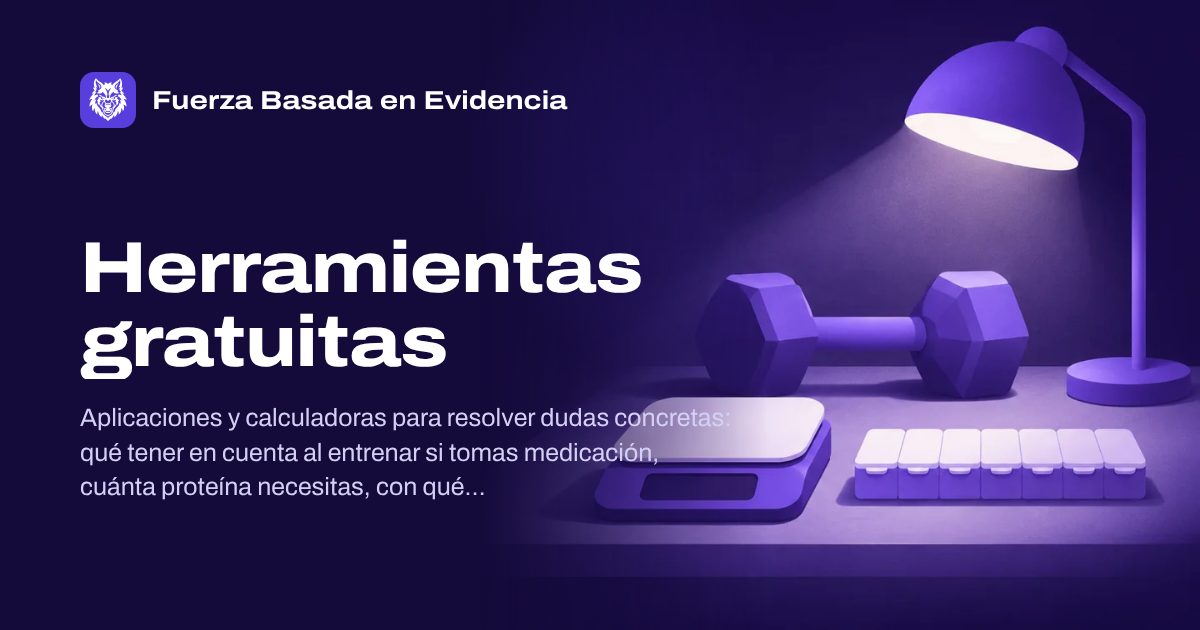 Fuerza Basada en Evidencia
Herramientas
gratuitas
Aplicaciones y calculadoras para resolver dudas concretas:
qué tener en cuenta al entrenar si tomas medicación,
cuánta proteína necesitas, con qué...